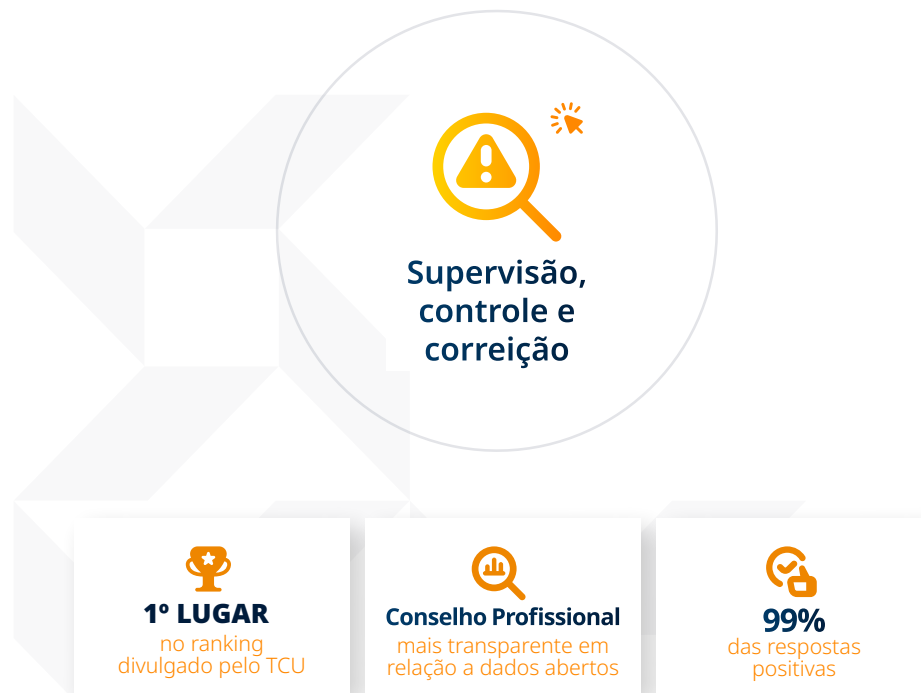 Supervisão,
controle e
correição
1º LUGAR
no ranking
divulgado pelo TCU
Conselho Profissional
mais transparente em
relação a dados abertos
99%
das respostas
positivas